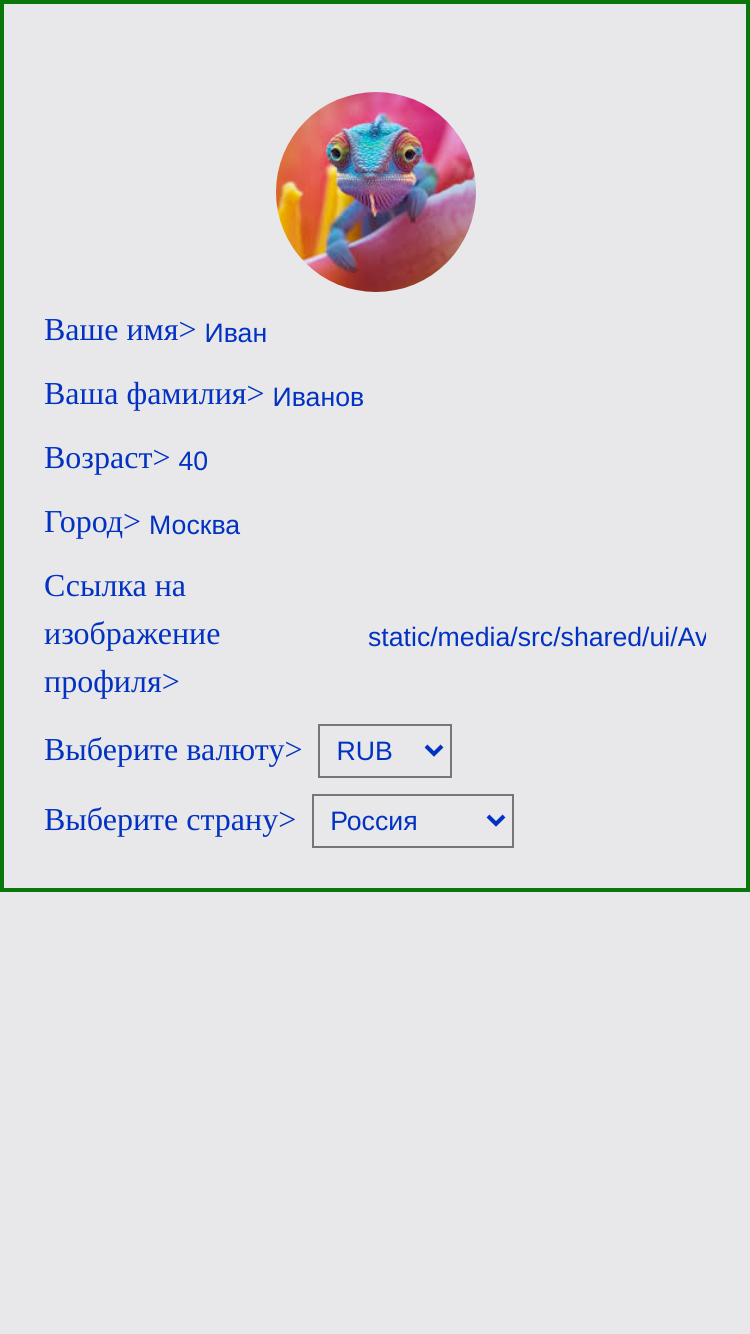 Ваше имя> Иван
Ваша фамилия> Иванов
Возраст> 40
Город> Москва
Ссылка на
изображение static/media/src/shared/ui/Av
профиля>
Выберите валюту> RUB
Выберите страну> Россия